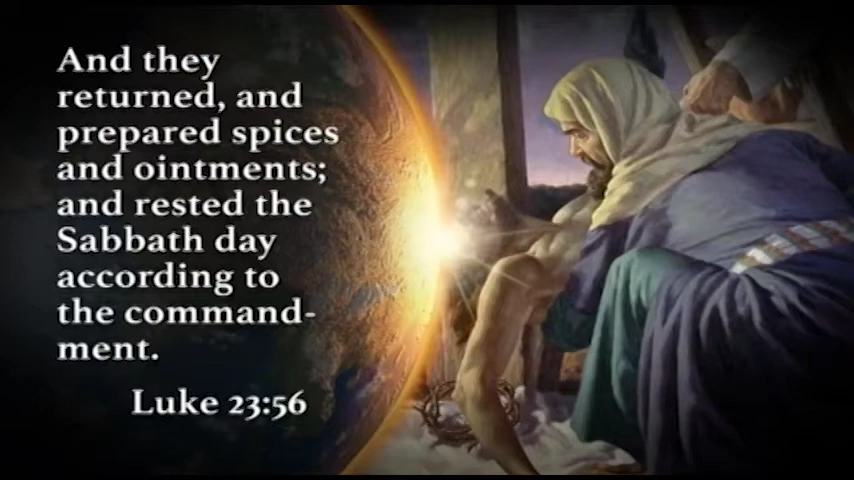 And they
returned, and
prepared spices
and ointments;
and rested the
Sabbath day
according to
the command-
ment.
Luke 23:56